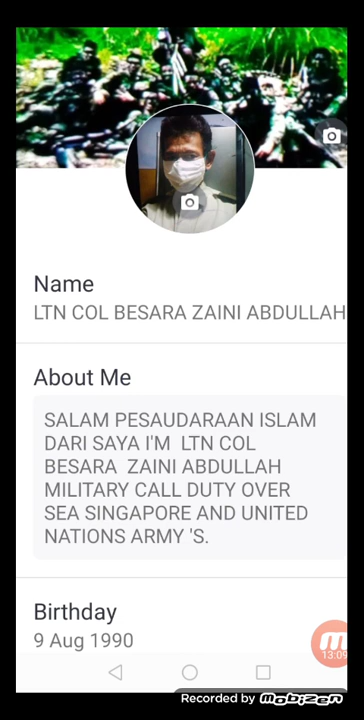 Name
LTN COL BESARA ZAINI ABDULLAH
About Me
SALAM PESAUDARAAN ISLAM
DARI SAYA I'M LTN COL
BESARA ZAINI ABDULLAH
MILITARY CALL DUTY OVER
SEA SINGAPORE AND UNITED
NATIONS ARMY 'S.
Birthday
9 Aug 1990
m
13:09
Recorded by mobizen